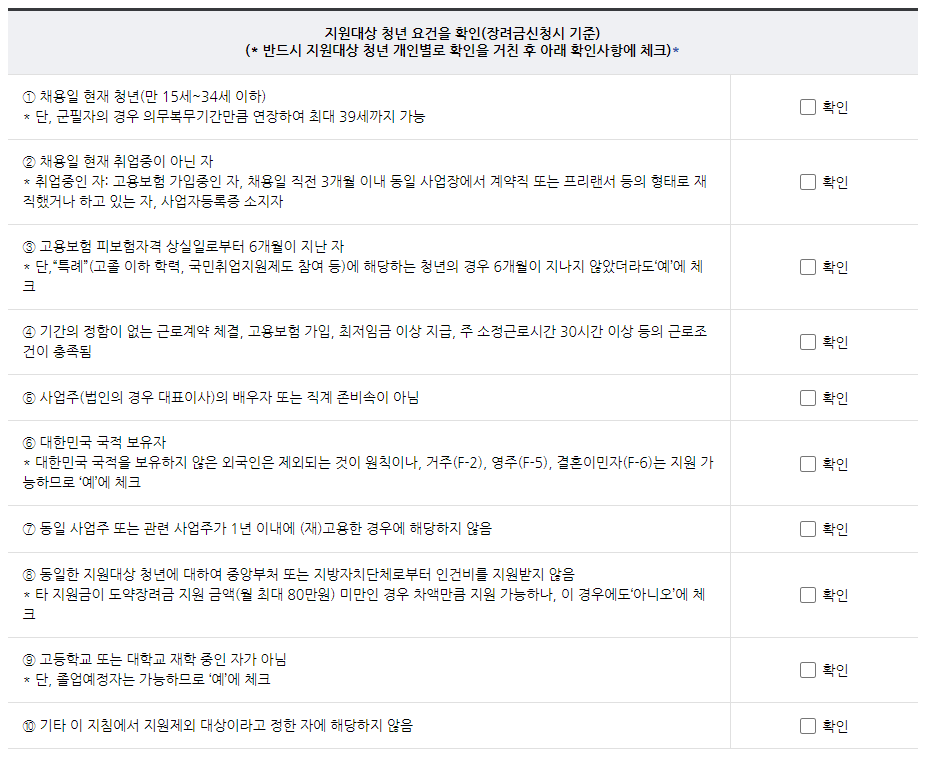 지원대상 청년 요건을 확인(장려금신청시 기준)
(* 반드시 지원대상 청년 개인별로 확인을 거친 후 아래 확인사항에 체크)*
① 채용일 현재 청년(만 15세~34세 이하)
* 단, 군필자의 경우 의무복무기간만큼 연장하여 최대 39세까지 가능
확인
② 채용일 현재 취업중이 아닌 자
* 취업중인 자: 고용보험 가입중인 자, 채용일 직전 3개월 이내 동일 사업장에서 계약직 또는 프리랜서 등의 형태로 재
직했거나 하고 있는 자, 사업자등록증 소지자
확인
③ 고용보험 피보험자격 상실일로부터 6개월이 지난 자
* 단,“특례”(고졸 이하 학력, 국민취업지원제도 참여 등)에 해당하는 청년의 경우 6개월이 지나지 않았더라도‘예’에 체
크
확인
④ 기간의 정함이 없는 근로계약 체결, 고용보험 가입, 최저임금 이상 지급, 주 소정근로시간 30시간 이상 등의 근로조
건이 충족됨
확인
⑤ 사업주(법인의 경우 대표이사)의 배우자 또는 직계 존비속이 아님
확인
⑥ 대한민국 국적 보유자
* 대한민국 국적을 보유하지 않은 외국인은 제외되는 것이 원칙이나, 거주(F-2), 영주(F-5), 결혼이민자(F-6)는 지원 가
능하므로 ‘예’에 체크
확인
⑦ 동일 사업주 또는 관련 사업주가 1년 이내에 (재)고용한 경우에 해당하지 않음
확인
⑧ 동일한 지원대상 청년에 대하여 중앙부처 또는 지방자치단체로부터 인건비를 지원받지 않음
* 타 지원금이 도약장려금 지원 금액(월 최대 80만원) 미만인 경우 차액만큼 지원 가능하나, 이 경우에도‘아니오’에 체
크
확인
⑨ 고등학교 또는 대학교 재학 중인 자가 아님
* 단, 졸업예정자는 가능하므로 ‘예’에 체크
확인
⑩ 기타 이 지침에서 지원제외 대상이라고 정한 자에 해당하지 않음
확인